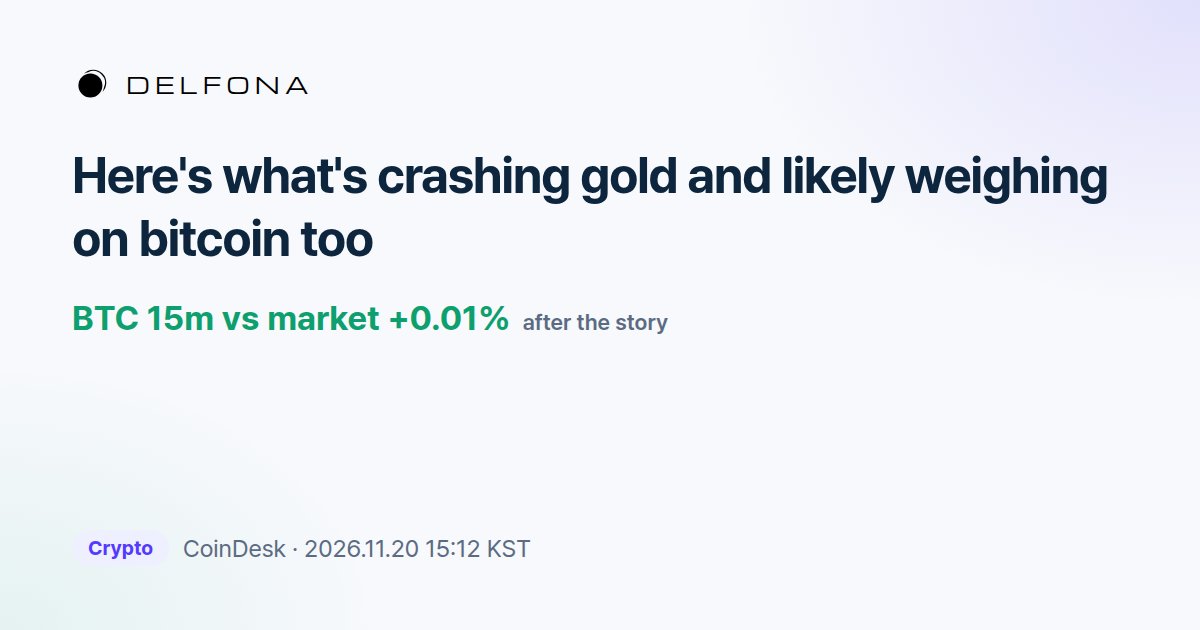 DELFONA
Here's what's crashing gold and likely weighing
on bitcoin too
BTC 15m vs market +0.01% after the story
Crypto CoinDesk · 2026.11.20 15:12 KST